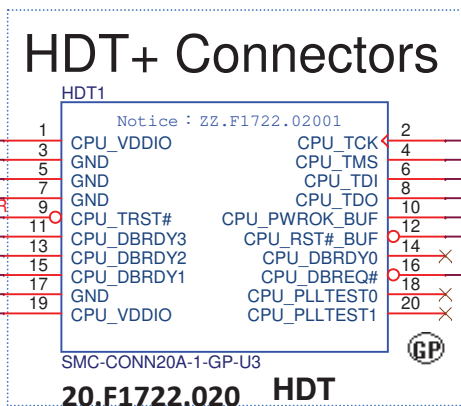 HDT+ Connectors
HDT1
Notice : ZZ.F1722.02001
1 CPU_VDDIO CPU_TCK 2
3 GND CPU_TMS 4
5 GND CPU_TDI 6
7 GND CPU_TDO 8
R 9 CPU_TRST# CPU_PWROK_BUF 10
11 CPU_DBRDY3 CPU_RST#_BUF 12
13 CPU_DBRDY2 CPU_DBRDY0 14
15 CPU_DBRDY1 CPU_DBREQ# 16
17 GND CPU_PLLTEST0 18
19 CPU_VDDIO CPU_PLLTEST1 20
GP
SMC-CONN20A-1-GP-U3
20.F1722.020 HDT